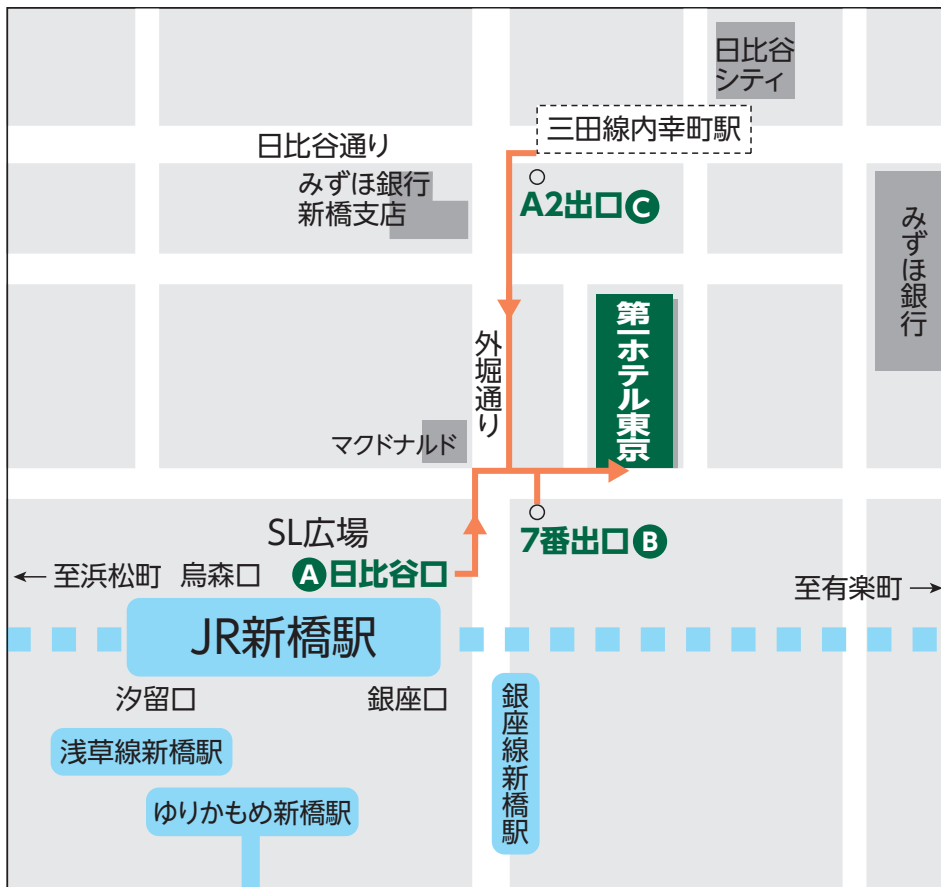 日比谷
シティ
三田線内幸町駅
日比谷通り
みずほ銀行
新橋支店
A2出口C
みずほ銀行
第一ホテル東京
外堀通り
マクドナルド
SL広場
7番出口B
←至浜松町
烏森口
A日比谷口
至有楽町→
JR新橋駅
汐留口
銀座口
銀座線新橋駅
浅草線新橋駅
ゆりかもめ新橋駅